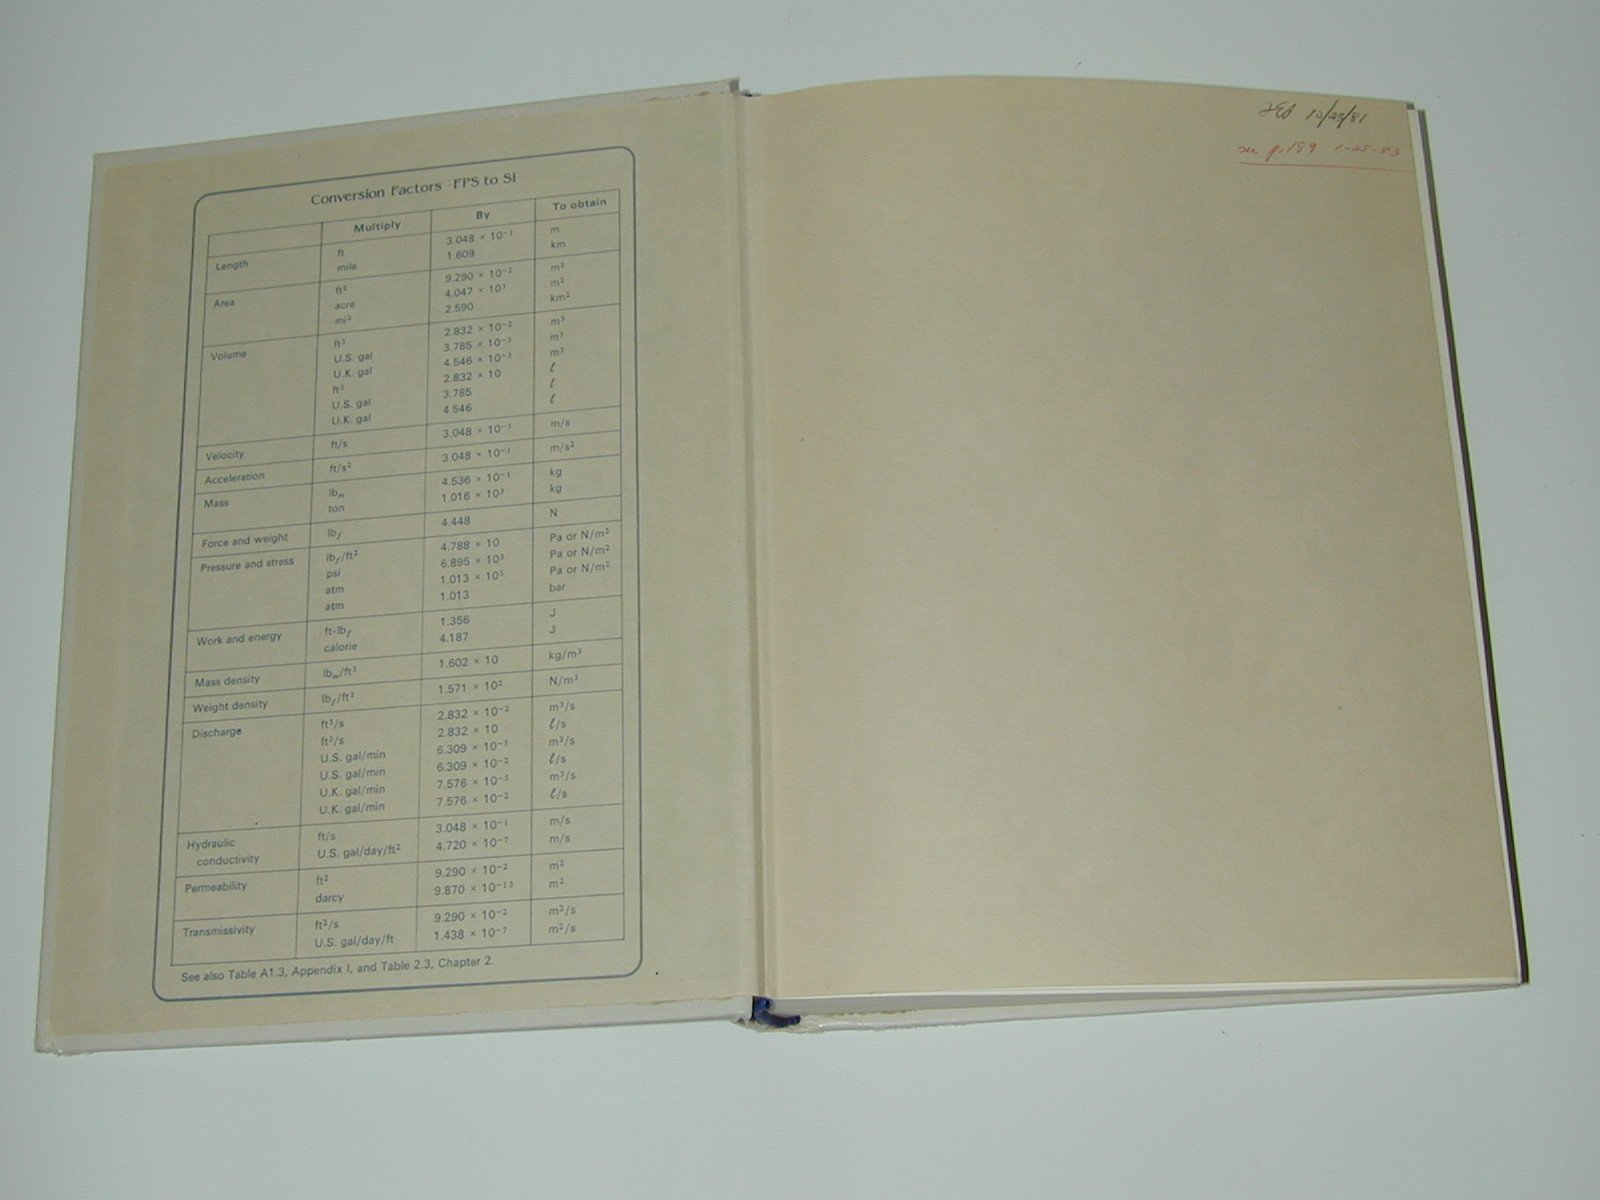 Conversion Factors FPS to SI
Multiply By To obtain
Length ft 3.048 × 10⁻¹ m
mile 1.609 km
Area ft² 9.290 × 10⁻² m²
acre 4.047 × 10³ m²
mi² 2.590 km²
Volume ft³ 2.832 × 10⁻² m³
U.S. gal 3.785 × 10⁻³ m³
U.K. gal 4.546 × 10⁻³ m³
ft³ 2.832 × 10 ℓ
U.S. gal 3.785 ℓ
U.K. gal 4.546 ℓ
Velocity ft/s 3.048 × 10⁻¹ m/s
Acceleration ft/s² 3.048 × 10⁻¹ m/s²
Mass lbₘ 4.536 × 10⁻¹ kg
ton 1.016 × 10³ kg
Force and weight lb_f 4.448 N
Pressure and stress lb_f/ft² 4.788 × 10 Pa or N/m²
psi 6.895 × 10³ Pa or N/m²
atm 1.013 × 10⁵ Pa or N/m²
atm 1.013 bar
Work and energy ft-lb_f 1.356 J
calorie 4.187 J
Mass density lbₘ/ft³ 1.602 × 10 kg/m³
Weight density lb_f/ft³ 1.571 × 10² N/m³
Discharge ft³/s 2.832 × 10⁻² m³/s
ft³/s 2.832 × 10 ℓ/s
U.S. gal/min 6.309 × 10⁻⁵ m³/s
U.S. gal/min 6.309 × 10⁻² ℓ/s
U.K. gal/min 7.576 × 10⁻⁵ m³/s
U.K. gal/min 7.576 × 10⁻² ℓ/s
Hydraulic ft/s 3.048 × 10⁻¹ m/s
conductivity U.S. gal/day/ft² 4.720 × 10⁻⁷ m/s
Permeability ft² 9.290 × 10⁻² m²
darcy 9.870 × 10⁻¹³ m²
Transmissivity ft²/s 9.290 × 10⁻² m²/s
U.S. gal/day/ft 1.438 × 10⁻⁷ m²/s
See also Table A1.3, Appendix I, and Table 2.3, Chapter 2.
10/23/81
see p. 159 1-25-83